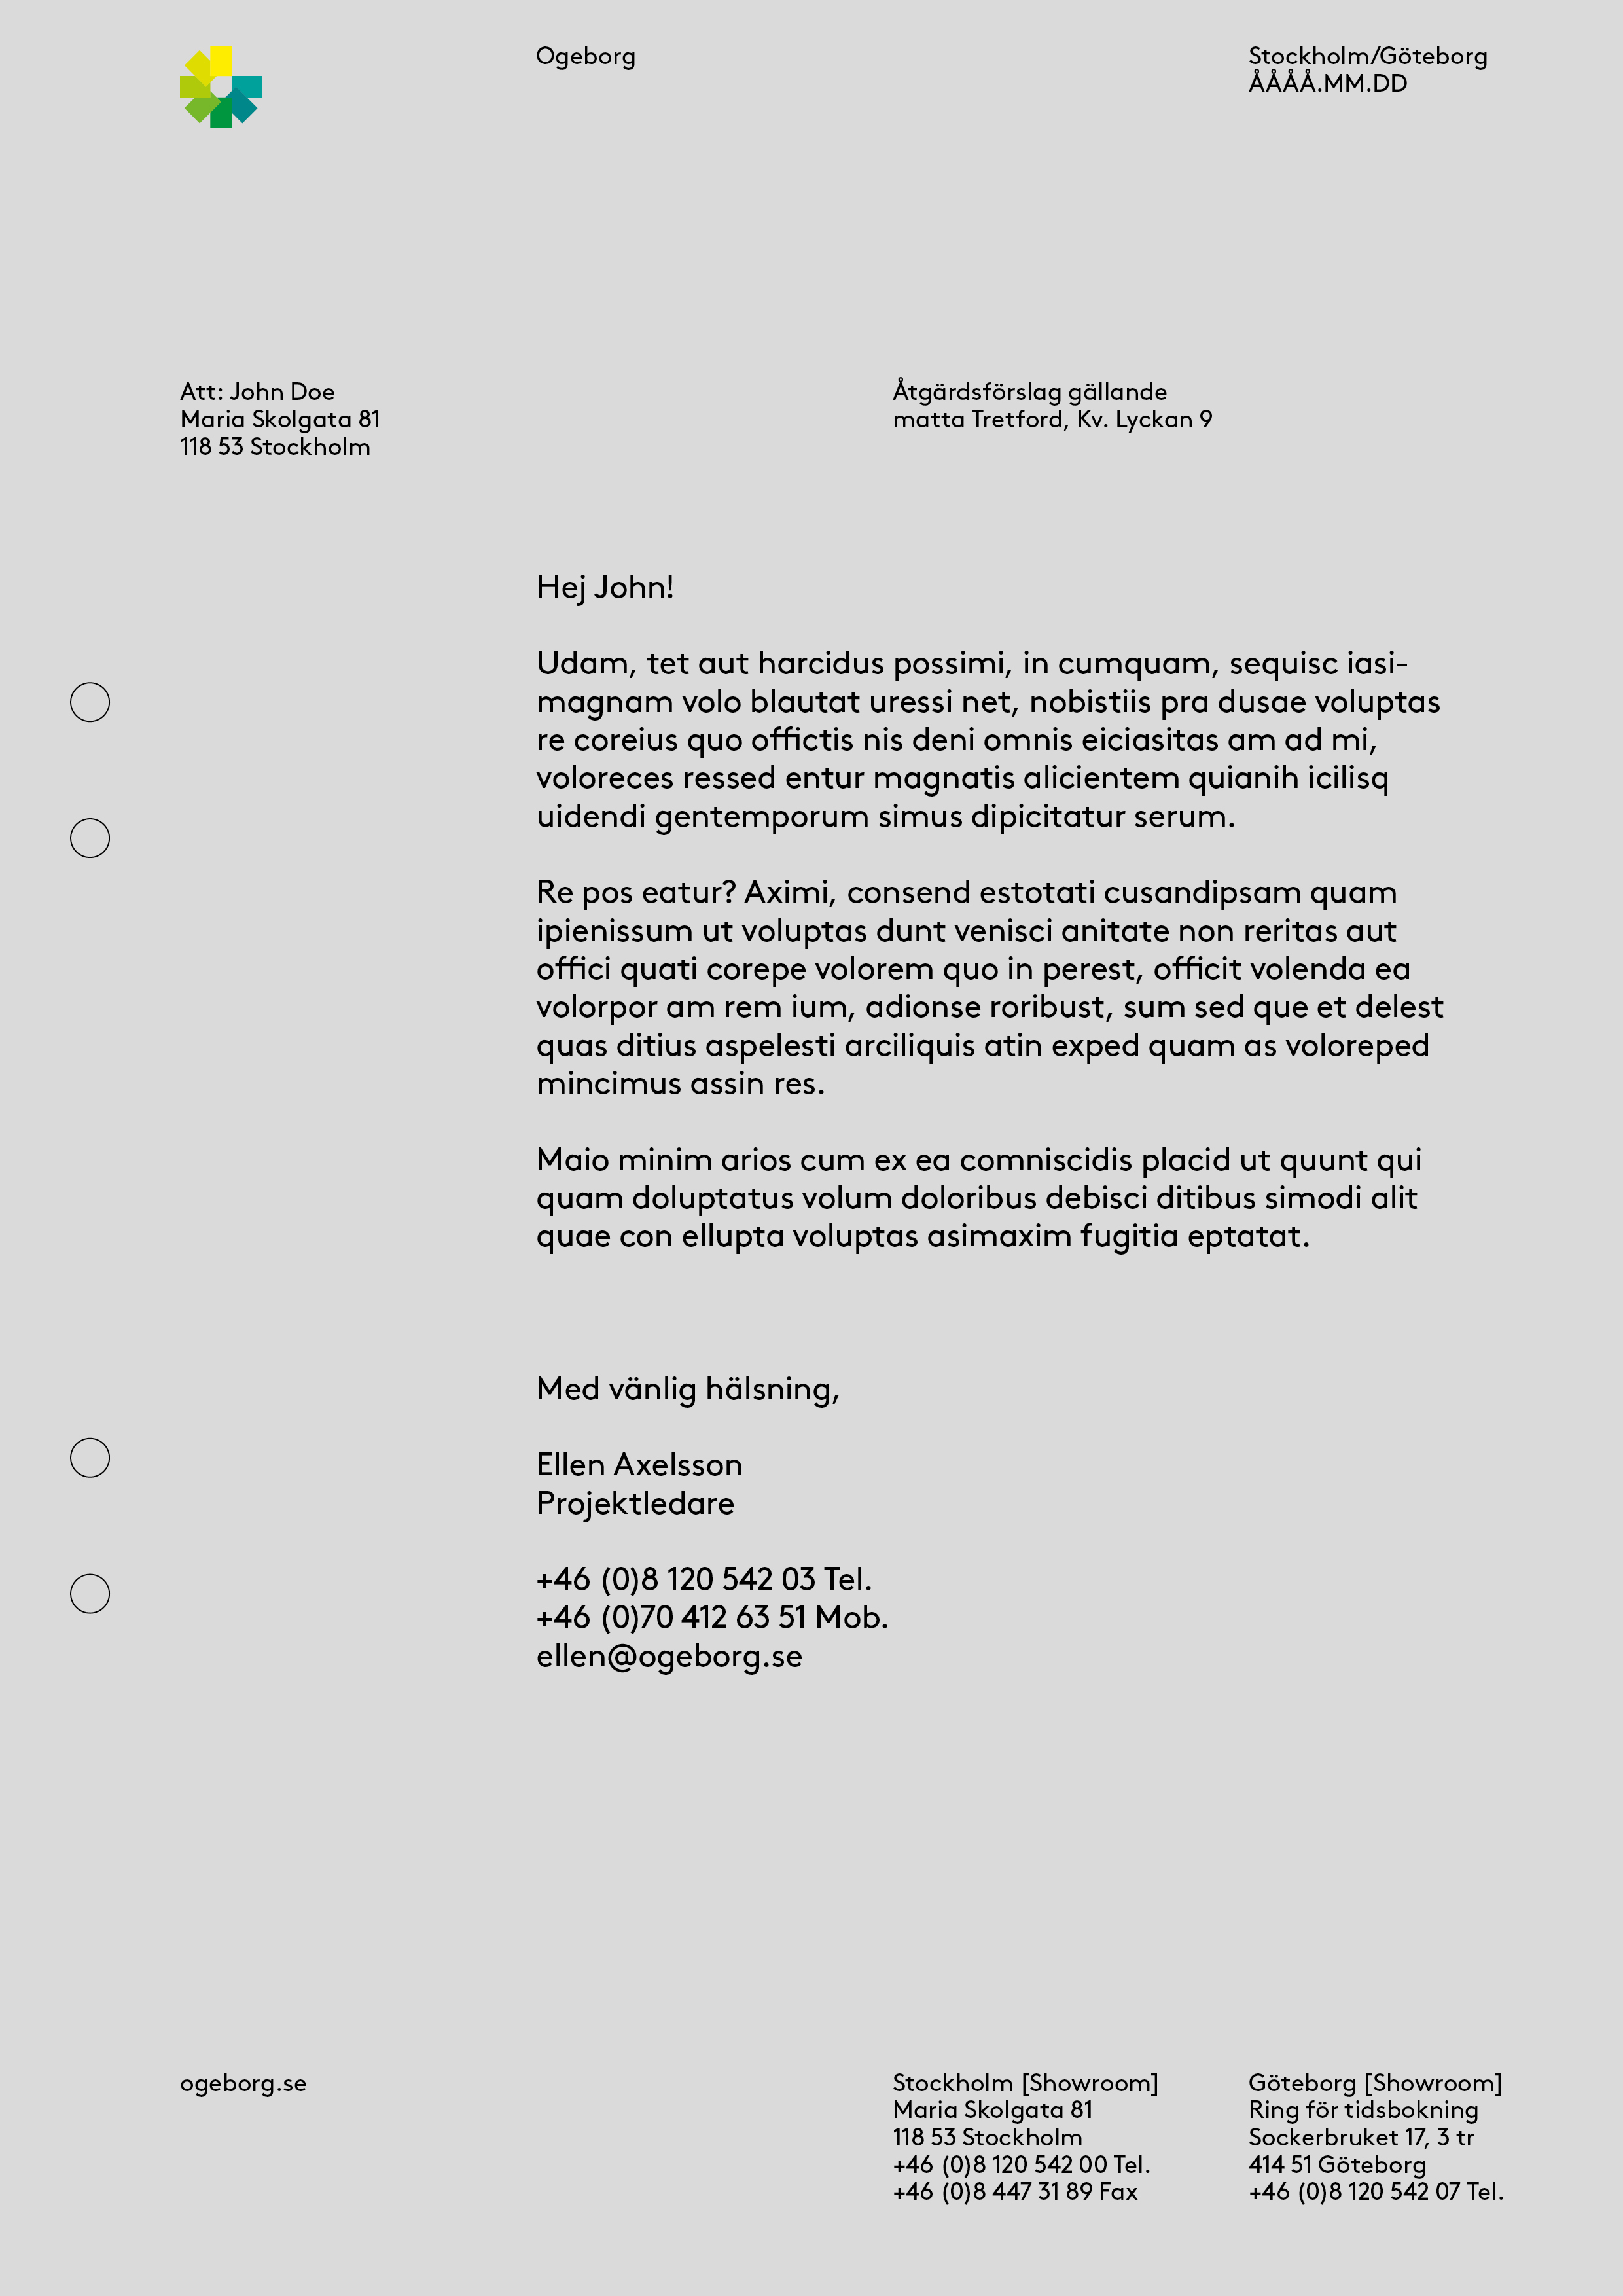 Ogeborg
Stockholm/Göteborg
ÅÅÅÅ.MM.DD
Att: John Doe
Maria Skolgata 81
118 53 Stockholm
Åtgärdsförslag gällande
matta Tretford, Kv. Lyckan 9
Hej John!
Udam, tet aut harcidus possimi, in cumquam, sequisc iasi-
magnam volo blautat uressi net, nobistiis pra dusae voluptas
re coreius quo offictis nis deni omnis eiciasitas am ad mi,
voloreces ressed entur magnatis alicientem quianih icilisq
uidendi gentemporum simus dipicitatur serum.
Re pos eatur? Aximi, consend estotati cusandipsam quam
ipienissum ut voluptas dunt venisci anitate non reritas aut
offici quati corepe volorem quo in perest, officit volenda ea
volorpor am rem ium, adionse roribust, sum sed que et delest
quas ditius aspelesti arciliquis atin exped quam as voloreped
mincimus assin res.
Maio minim arios cum ex ea comniscidis placid ut quunt qui
quam doluptatus volum doloribus debisci ditibus simodi alit
quae con ellupta voluptas asimaxim fugitia eptatat.
Med vänlig hälsning,
Ellen Axelsson
Projektledare
+46 (0)8 120 542 03 Tel.
+46 (0)70 412 63 51 Mob.
ellen@ogeborg.se
ogeborg.se
Stockholm [Showroom]
Maria Skolgata 81
118 53 Stockholm
+46 (0)8 120 542 00 Tel.
+46 (0)8 447 31 89 Fax
Göteborg [Showroom]
Ring för tidsbokning
Sockerbruket 17, 3 tr
414 51 Göteborg
+46 (0)8 120 542 07 Tel.